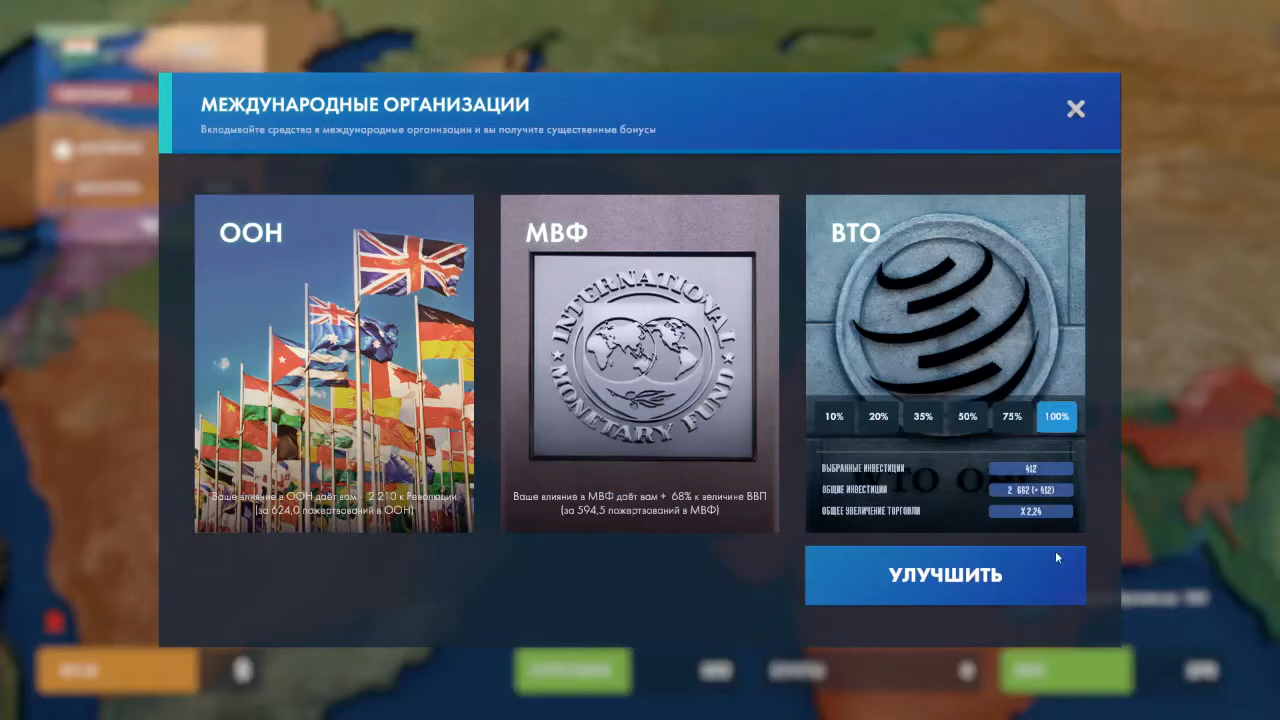 МЕЖДУНАРОДНЫЕ ОРГАНИЗАЦИИ
Вкладывайте средства в международные организации и вы получите существенные бонусы
ООН
Ваше влияние в ООН даёт вам - 2 210 к Революции
(за 624,0 пожертвований в ООН)
МВФ
INTERNATIONAL
MONETARY FUND
Ваше влияние в МВФ даёт вам + 68% к величине ВВП
(за 594,5 пожертвований в МВФ)
ВТО
10% 20% 35% 50% 75% 100%
WTO O
ВЫБРАННЫЕ ИНВЕСТИЦИИ 412
ОБЩИЕ ИНВЕСТИЦИИ 2 662 (+ 412)
ОБЩЕЕ УВЕЛИЧЕНИЕ ТОРГОВЛИ X 2,24
УЛУЧШИТЬ